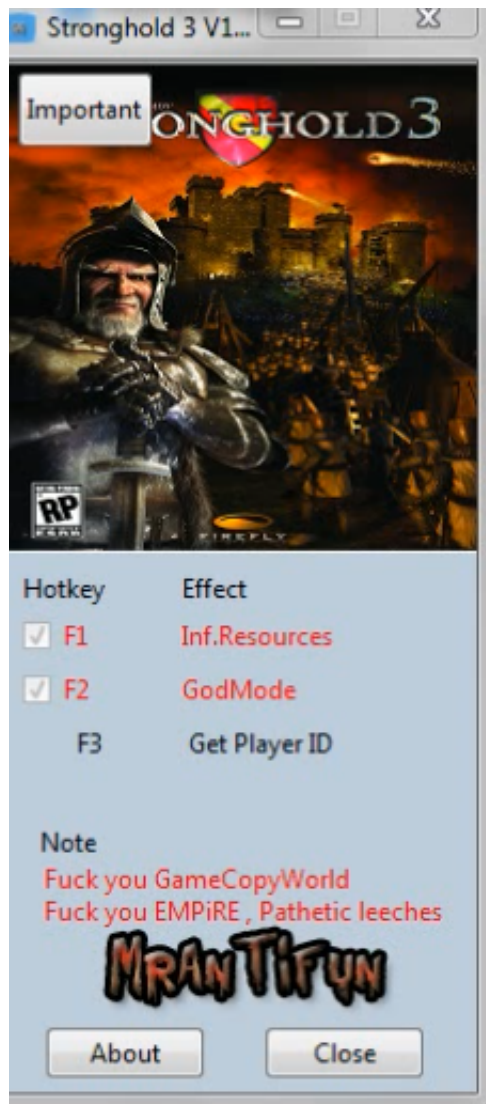 Stronghold 3 V1...
Important
ONGHOLD 3
RP
FIREFLY
Hotkey Effect
F1 Inf.Resources
F2 GodMode
F3 Get Player ID
Note
Fuck you GameCopyWorld
Fuck you EMPiRE , Pathetic leeches
MRANTIFUN
About Close